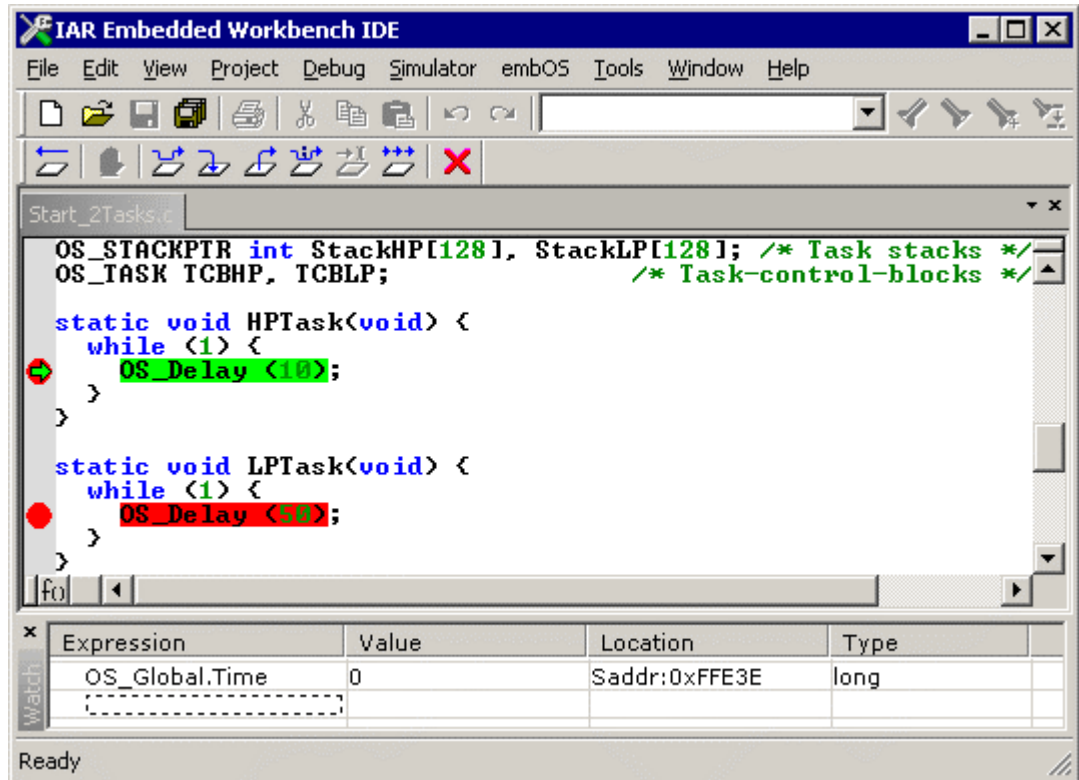 IAR Embedded Workbench IDE
File Edit View Project Debug Simulator embOS Tools Window Help
Start_2Tasks.c
OS_STACKPTR int StackHP[128], StackLP[128]; /* Task stacks */
OS_TASK TCBHP, TCBLP; /* Task-control-blocks */
static void HPTask(void) {
while (1) {
OS_Delay (10);
}
}
static void LPTask(void) {
while (1) {
OS_Delay (50);
}
}
fo
Watch
Expression Value Location Type
OS_Global.Time 0 Saddr:0xFFE3E long
Ready